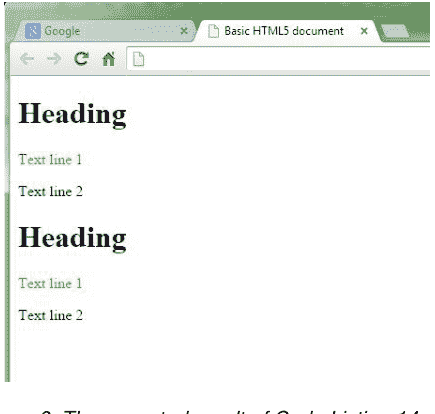 Google
Basic HTML5 document
Heading
Text line 1
Text line 2
Heading
Text line 1
Text line 2